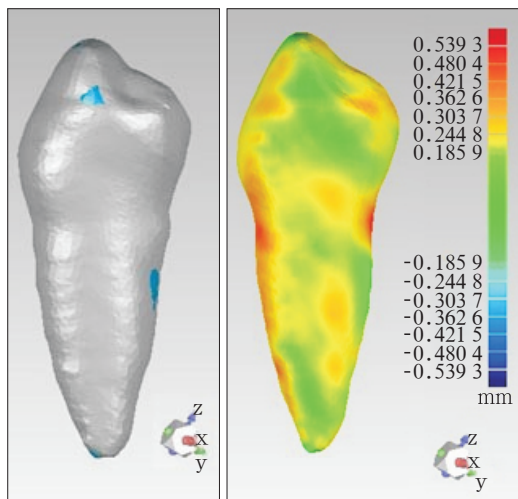 0.539 3
0.480 4
0.421 5
0.362 6
0.303 7
0.244 8
0.185 9
-0.185 9
-0.244 8
-0.303 7
-0.362 6
-0.421 5
-0.480 4
-0.539 3
mm
z
x
y
z
x
y